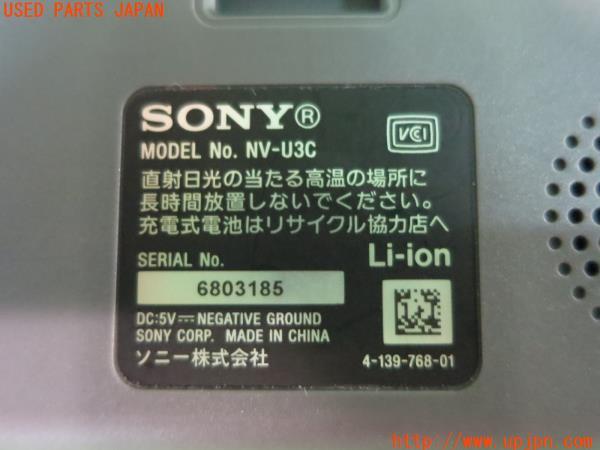 USED PARTS JAPAN
SONY®
VCI
MODEL No. NV-U3C
直射日光の当たる高温の場所に
長時間放置しないでください。
充電式電池はリサイクル協力店へ
SERIAL No.
Li-ion
6803185
DC:5V⎓NEGATIVE GROUND
SONY CORP. MADE IN CHINA
ソニー株式会社
4-139-768-01
http://www.upjpn.com/